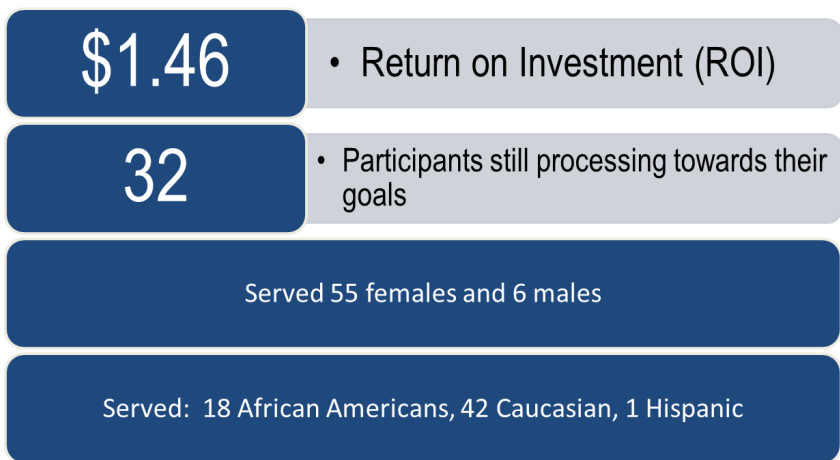 $1.46
• Return on Investment (ROI)
32
• Participants still processing towards their
goals
Served 55 females and 6 males
Served:  18 African Americans, 42 Caucasian, 1 Hispanic